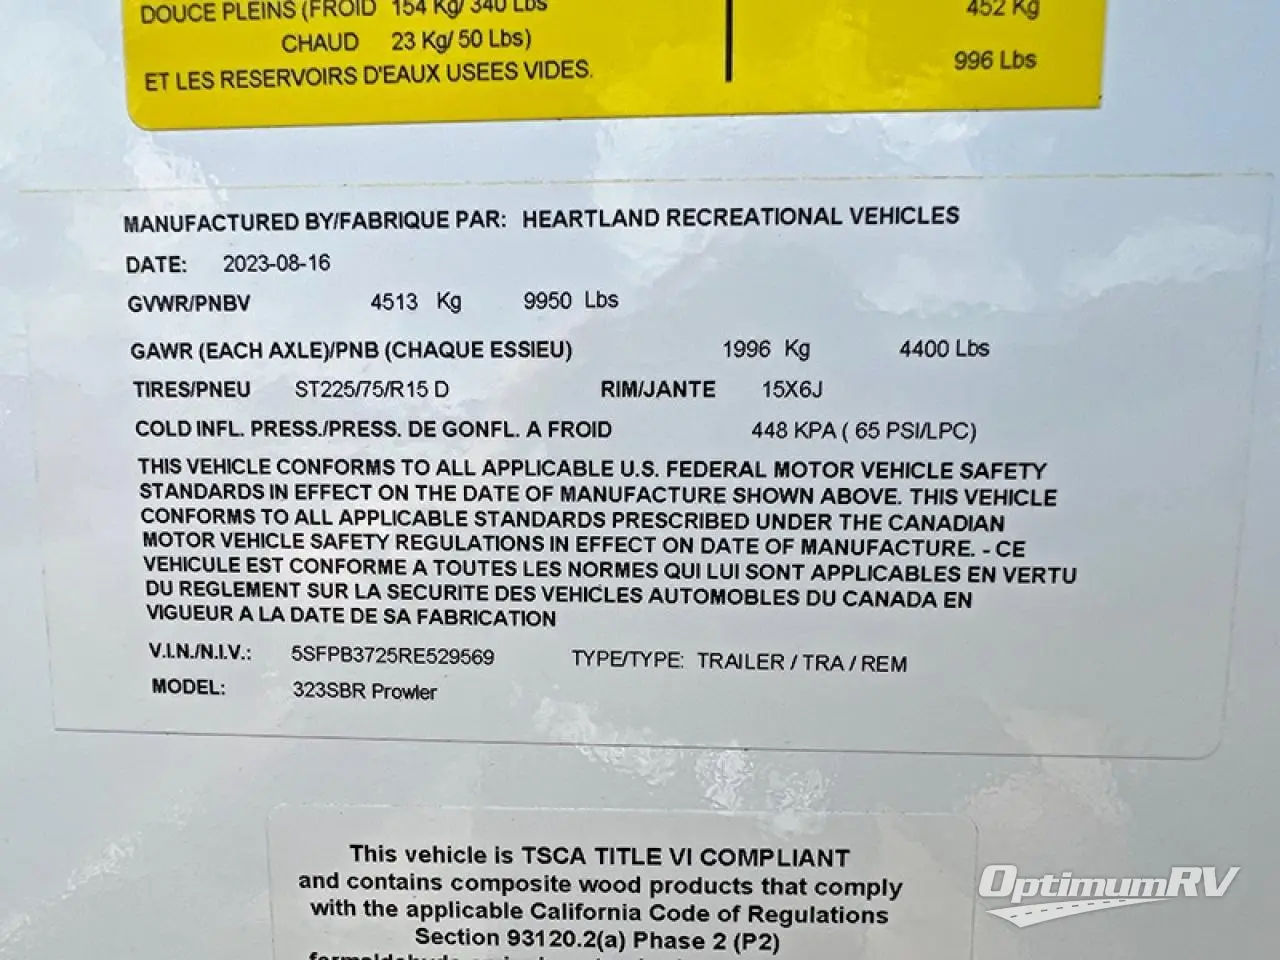 DOUCE PLEINS (FROID 154 Kg/ 340 Lbs 452 Kg
CHAUD 23 Kg/ 50 Lbs)
ET LES RESERVOIRS D'EAUX USEES VIDES. 996 Lbs
MANUFACTURED BY/FABRIQUE PAR: HEARTLAND RECREATIONAL VEHICLES
DATE: 2023-08-16
GVWR/PNBV 4513 Kg 9950 Lbs
GAWR (EACH AXLE)/PNB (CHAQUE ESSIEU) 1996 Kg 4400 Lbs
TIRES/PNEU ST225/75/R15 D RIM/JANTE 15X6J
COLD INFL. PRESS./PRESS. DE GONFL. A FROID 448 KPA ( 65 PSI/LPC)
THIS VEHICLE CONFORMS TO ALL APPLICABLE U.S. FEDERAL MOTOR VEHICLE SAFETY
STANDARDS IN EFFECT ON THE DATE OF MANUFACTURE SHOWN ABOVE. THIS VEHICLE
CONFORMS TO ALL APPLICABLE STANDARDS PRESCRIBED UNDER THE CANADIAN
MOTOR VEHICLE SAFETY REGULATIONS IN EFFECT ON DATE OF MANUFACTURE. - CE
VEHICULE EST CONFORME A TOUTES LES NORMES QUI LUI SONT APPLICABLES EN VERTU
DU REGLEMENT SUR LA SECURITE DES VEHICLES AUTOMOBLES DU CANADA EN
VIGUEUR A LA DATE DE SA FABRICATION
V.I.N./N.I.V.: 5SFPB3725RE529569 TYPE/TYPE: TRAILER / TRA / REM
MODEL: 323SBR Prowler
This vehicle is TSCA TITLE VI COMPLIANT
and contains composite wood products that comply
with the applicable California Code of Regulations
Section 93120.2(a) Phase 2 (P2)
OptimumRV